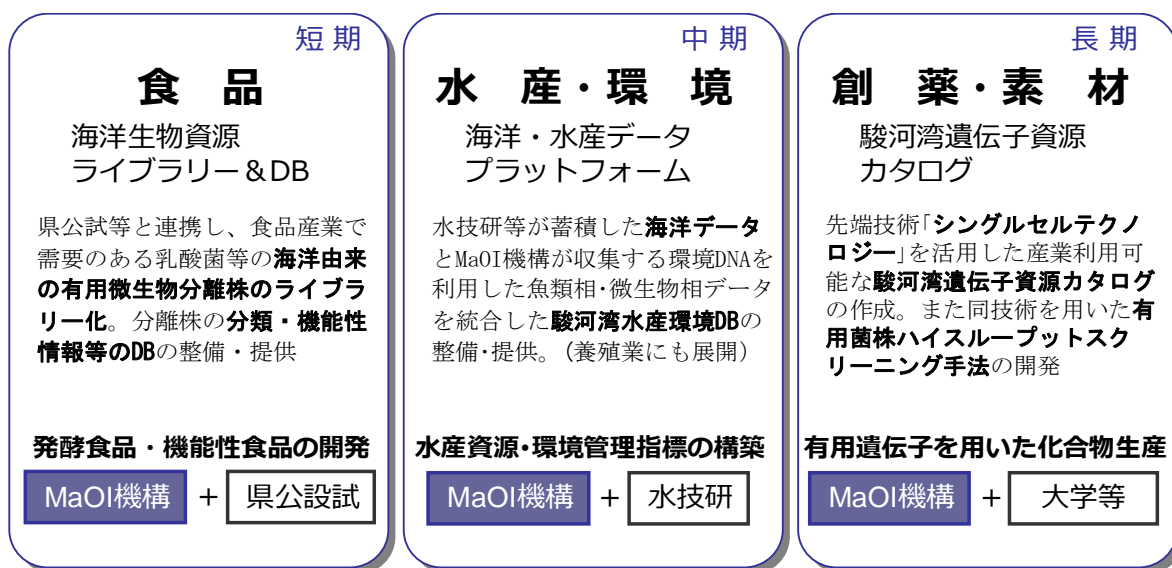 短 期
食 品
海洋生物資源
ライブラリー＆DB
県公試等と連携し、食品産業で
需要のある乳酸菌等の海洋由来
の有用微生物分離株のライブラ
リー化。分離株の分類・機能性
情報等のDBの整備・提供
発酵食品・機能性食品の開発
MaOI機構 + 県公設試
中 期
水 産・環 境
海洋・水産データ
プラットフォーム
水技研等が蓄積した海洋データ
とMaOI機構が収集する環境DNAを
利用した魚類相・微生物相データ
を統合した駿河湾水産環境DBの
整備・提供。（養殖業にも展開）
水産資源・環境管理指標の構築
MaOI機構 + 水技研
長 期
創 薬・素 材
駿河湾遺伝子資源
カタログ
先端技術「シングルセルテクノ
ロジー」を活用した産業利用可
能な駿河湾遺伝子資源カタログ
の作成。また同技術を用いた有
用菌株ハイスループットスク
リーニング手法の開発
有用遺伝子を用いた化合物生産
MaOI機構 + 大学等